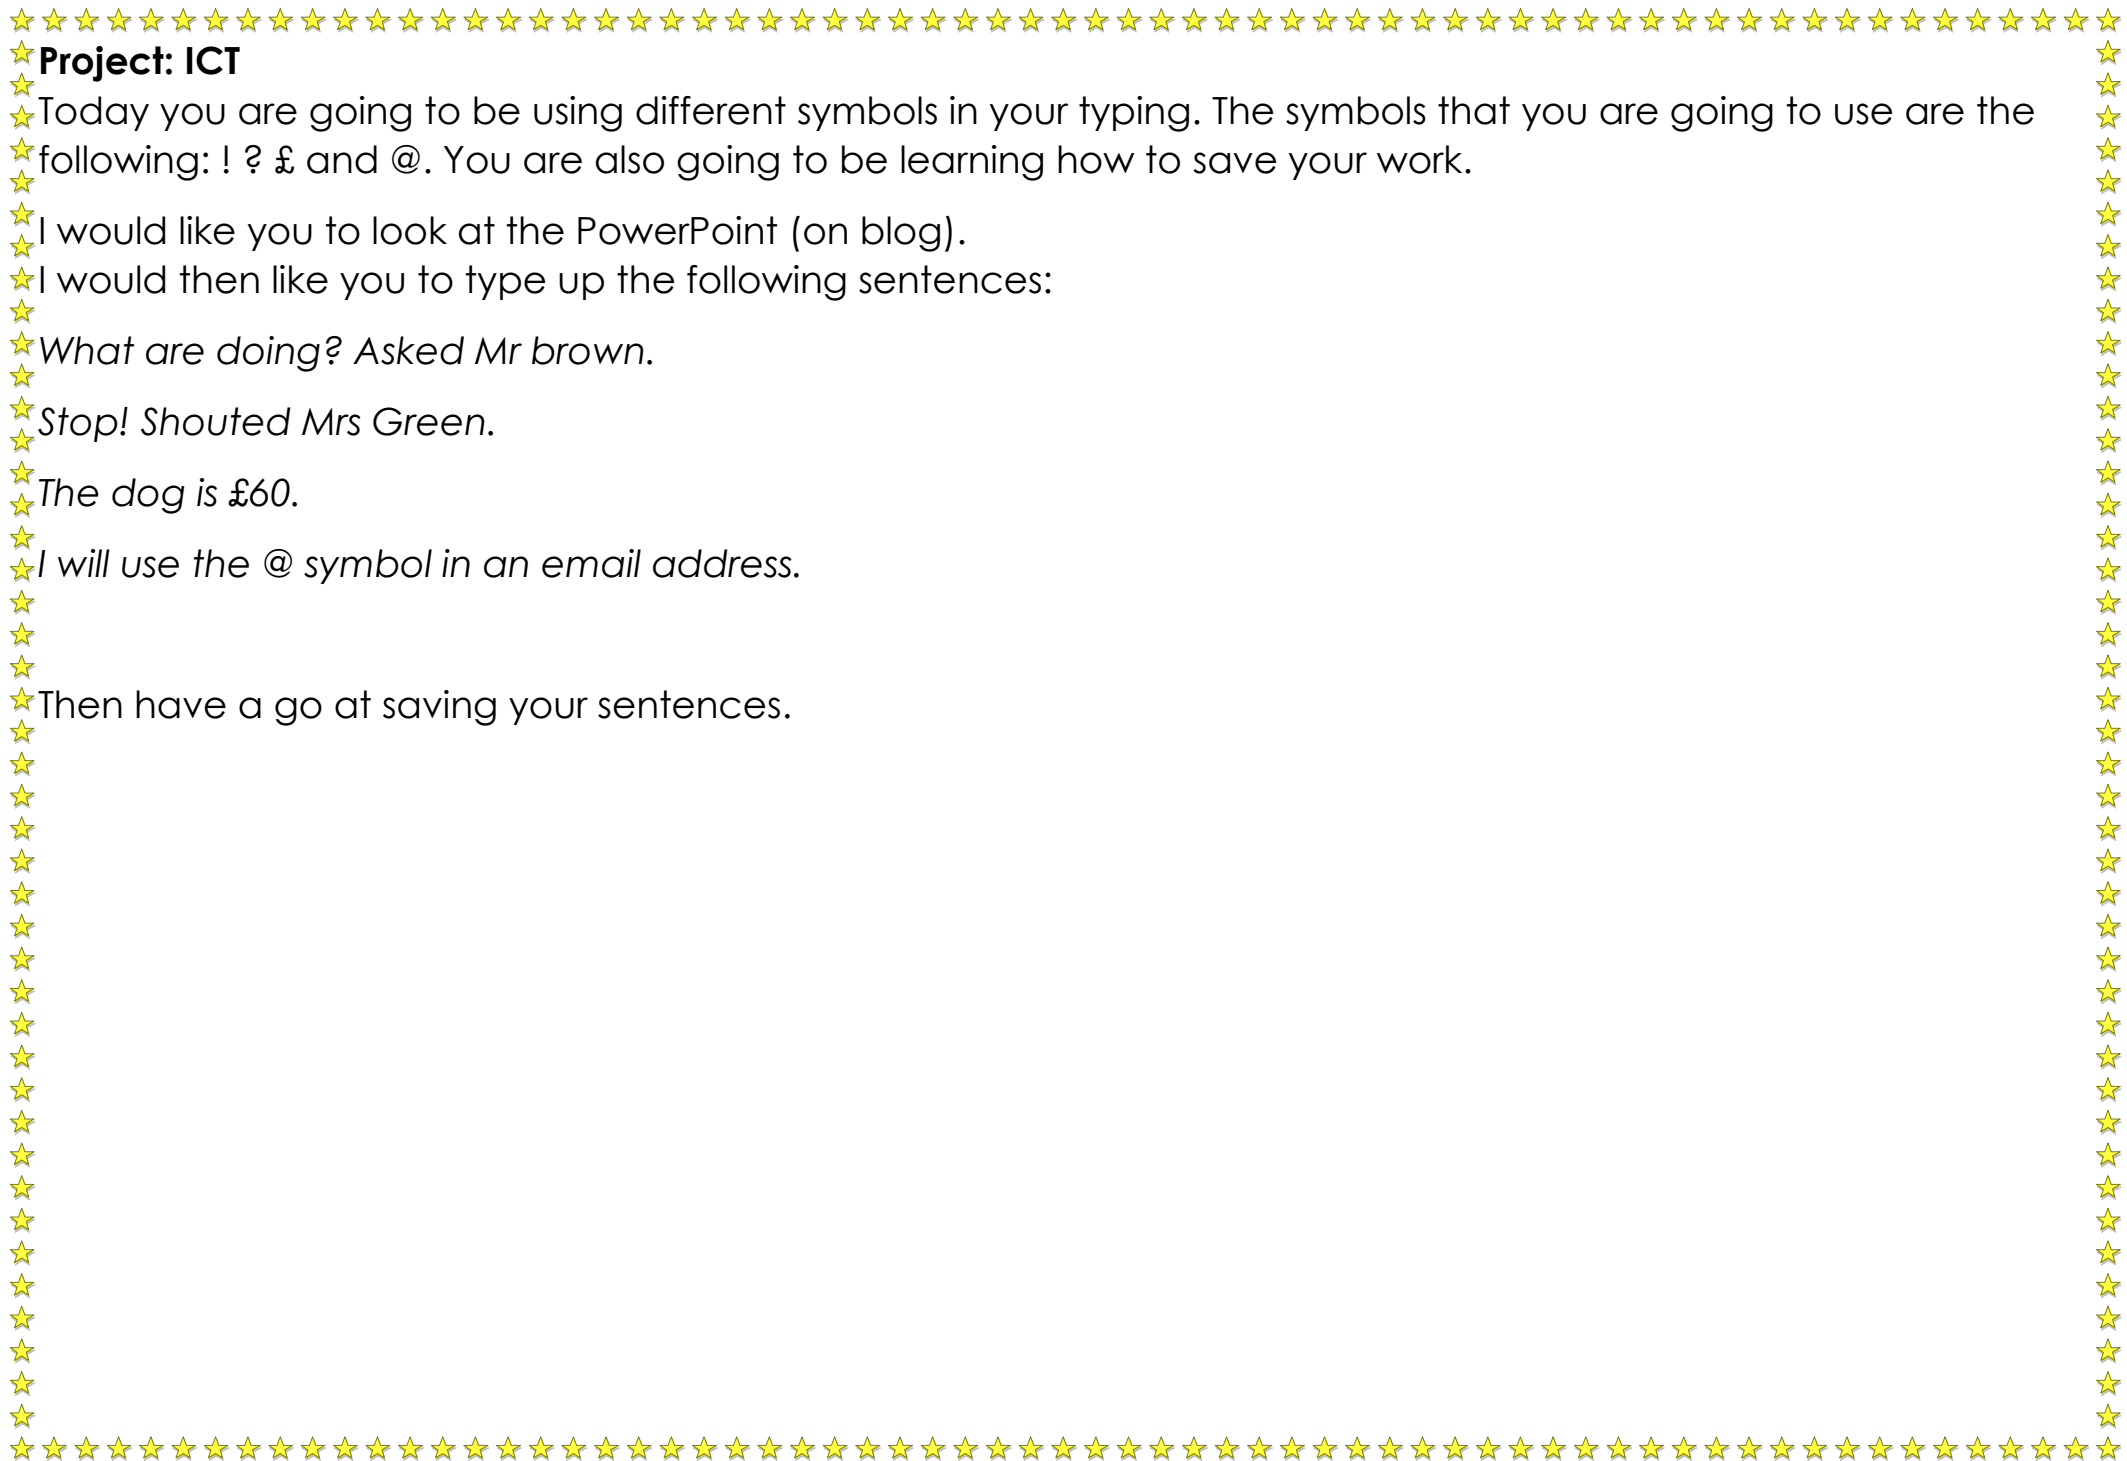 Project: ICT
Today you are going to be using different symbols in your typing. The symbols that you are going to use are the
following: ! ? £ and @. You are also going to be learning how to save your work.
I would like you to look at the PowerPoint (on blog).
I would then like you to type up the following sentences:
What are doing? Asked Mr brown.
Stop! Shouted Mrs Green.
The dog is £60.
I will use the @ symbol in an email address.
Then have a go at saving your sentences.